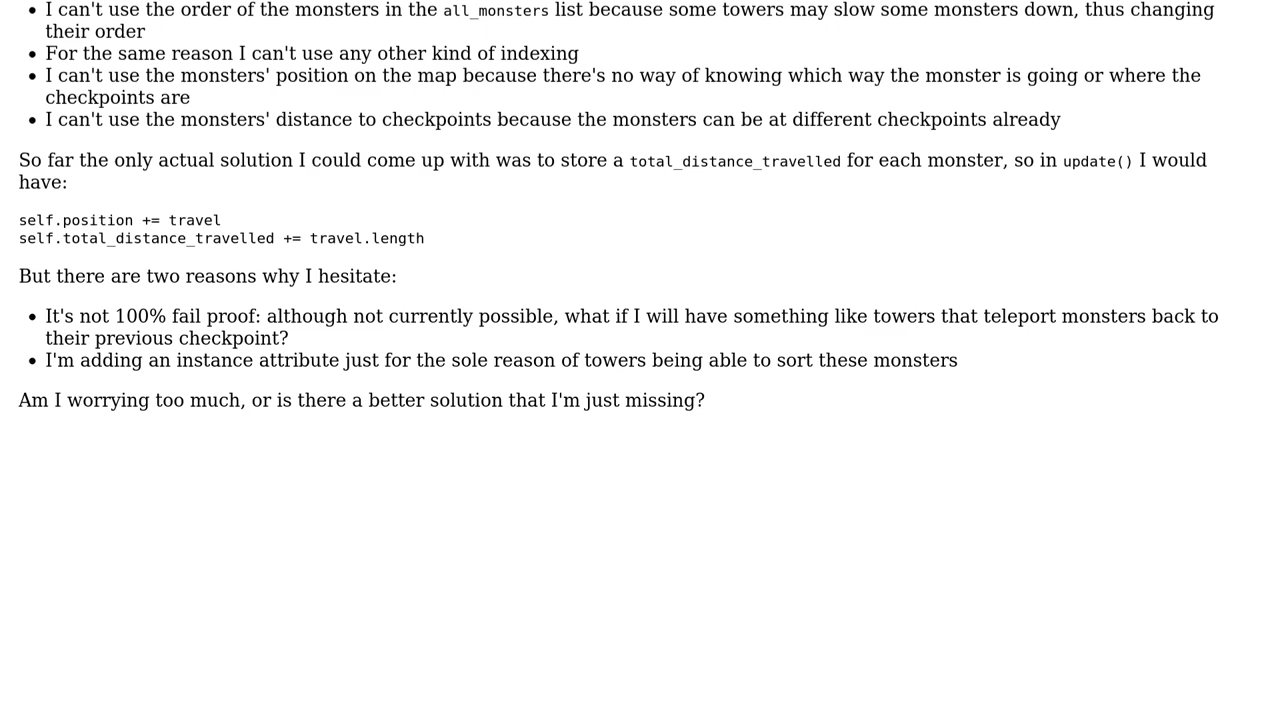 • I can't use the order of the monsters in the all_monsters list because some towers may slow some monsters down, thus changing
their order
• For the same reason I can't use any other kind of indexing
• I can't use the monsters' position on the map because there's no way of knowing which way the monster is going or where the
checkpoints are
• I can't use the monsters' distance to checkpoints because the monsters can be at different checkpoints already
So far the only actual solution I could come up with was to store a total_distance_travelled for each monster, so in update() I would
have:
self.position += travel
self.total_distance_travelled += travel.length
But there are two reasons why I hesitate:
• It's not 100% fail proof: although not currently possible, what if I will have something like towers that teleport monsters back to
their previous checkpoint?
• I'm adding an instance attribute just for the sole reason of towers being able to sort these monsters
Am I worrying too much, or is there a better solution that I'm just missing?